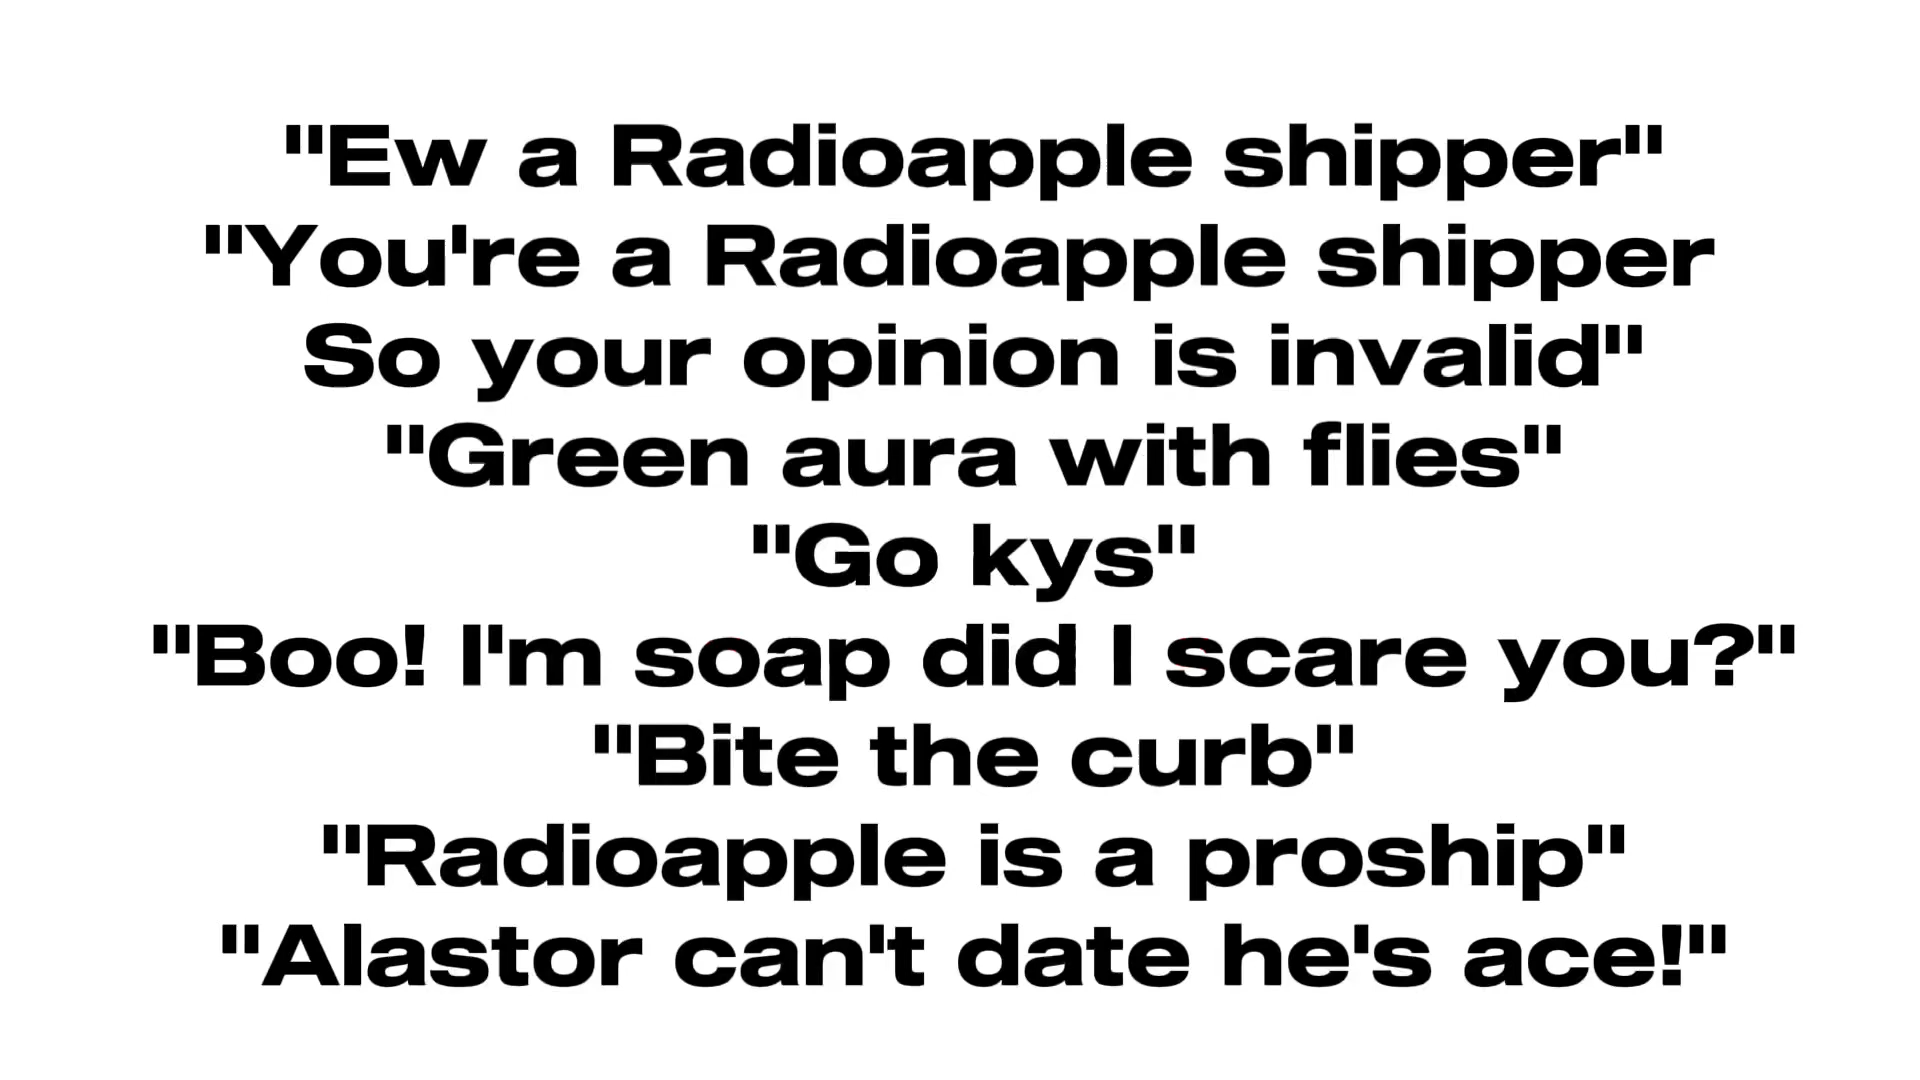 "Ew a Radioapple shipper"
"You're a Radioapple shipper
So your opinion is invalid"
"Green aura with flies"
"Go kys"
"Boo! I'm soap did I scare you?"
"Bite the curb"
"Radioapple is a proship"
"Alastor can't date he's ace!"